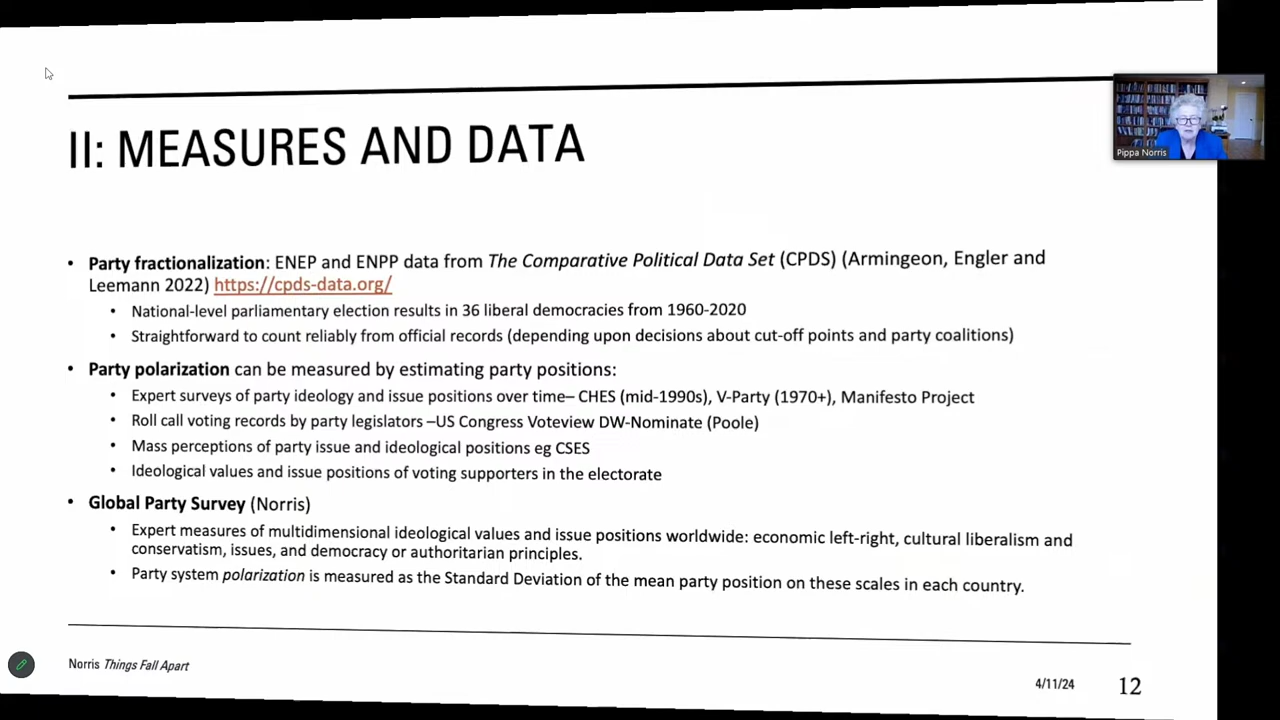 II: MEASURES AND DATA
Pippa Norris
• Party fractionalization: ENEP and ENPP data from The Comparative Political Data Set (CPDS) (Armingeon, Engler and
Leemann 2022) https://cpds-data.org/
• National-level parliamentary election results in 36 liberal democracies from 1960-2020
• Straightforward to count reliably from official records (depending upon decisions about cut-off points and party coalitions)
• Party polarization can be measured by estimating party positions:
• Expert surveys of party ideology and issue positions over time– CHES (mid-1990s), V-Party (1970+), Manifesto Project
• Roll call voting records by party legislators –US Congress Voteview DW-Nominate (Poole)
• Mass perceptions of party issue and ideological positions eg CSES
• Ideological values and issue positions of voting supporters in the electorate
• Global Party Survey (Norris)
• Expert measures of multidimensional ideological values and issue positions worldwide: economic left-right, cultural liberalism and
conservatism, issues, and democracy or authoritarian principles.
• Party system polarization is measured as the Standard Deviation of the mean party position on these scales in each country.
Norris Things Fall Apart
4/11/24
12